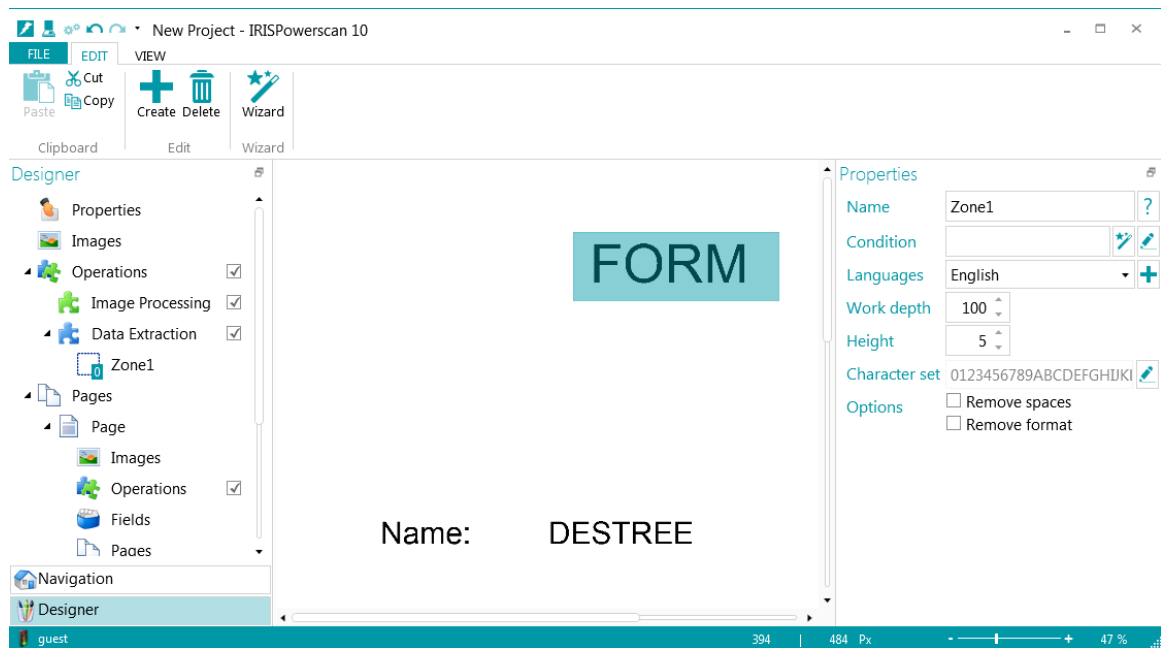 New Project - IRISPowerscan 10
FILE EDIT VIEW
Paste
Cut
Copy
Create Delete
Wizard
Clipboard Edit Wizard
Designer
Properties
Images
Operations
Image Processing
Data Extraction
Zone1
0
Pages
Page
Images
Operations
Fields
Pages
Navigation
Designer
FORM
Name: DESTREE
Properties
Name Zone1 ?
Condition
Languages English
Work depth 100
Height 5
Character set 0123456789ABCDEFGHIJKL
Options Remove spaces
Remove format
guest 394 | 484 Px - + 47 %